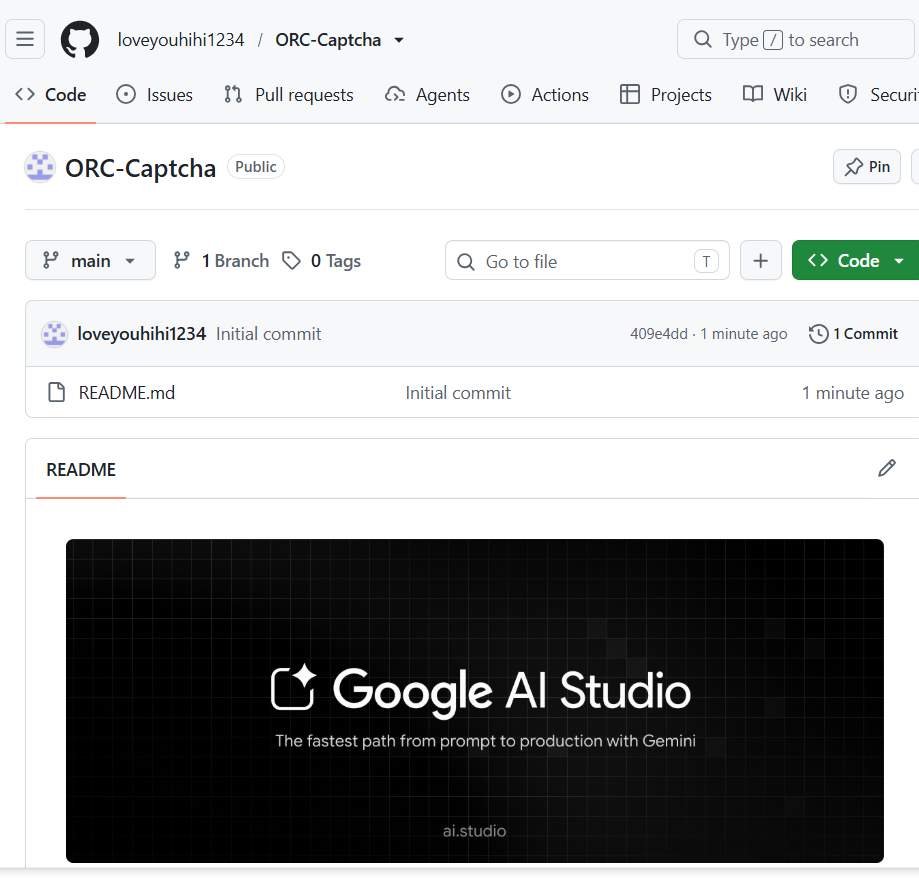 loveyouhihi1234 / ORC-Captcha
Type / to search
Code Issues Pull requests Agents Actions Projects Wiki Securi
ORC-Captcha Public
Pin
main 1 Branch 0 Tags
Go to file T
Code
loveyouhihi1234 Initial commit 409e4dd · 1 minute ago 1 Commit
README.md Initial commit 1 minute ago
README
Google AI Studio
The fastest path from prompt to production with Gemini
ai.studio